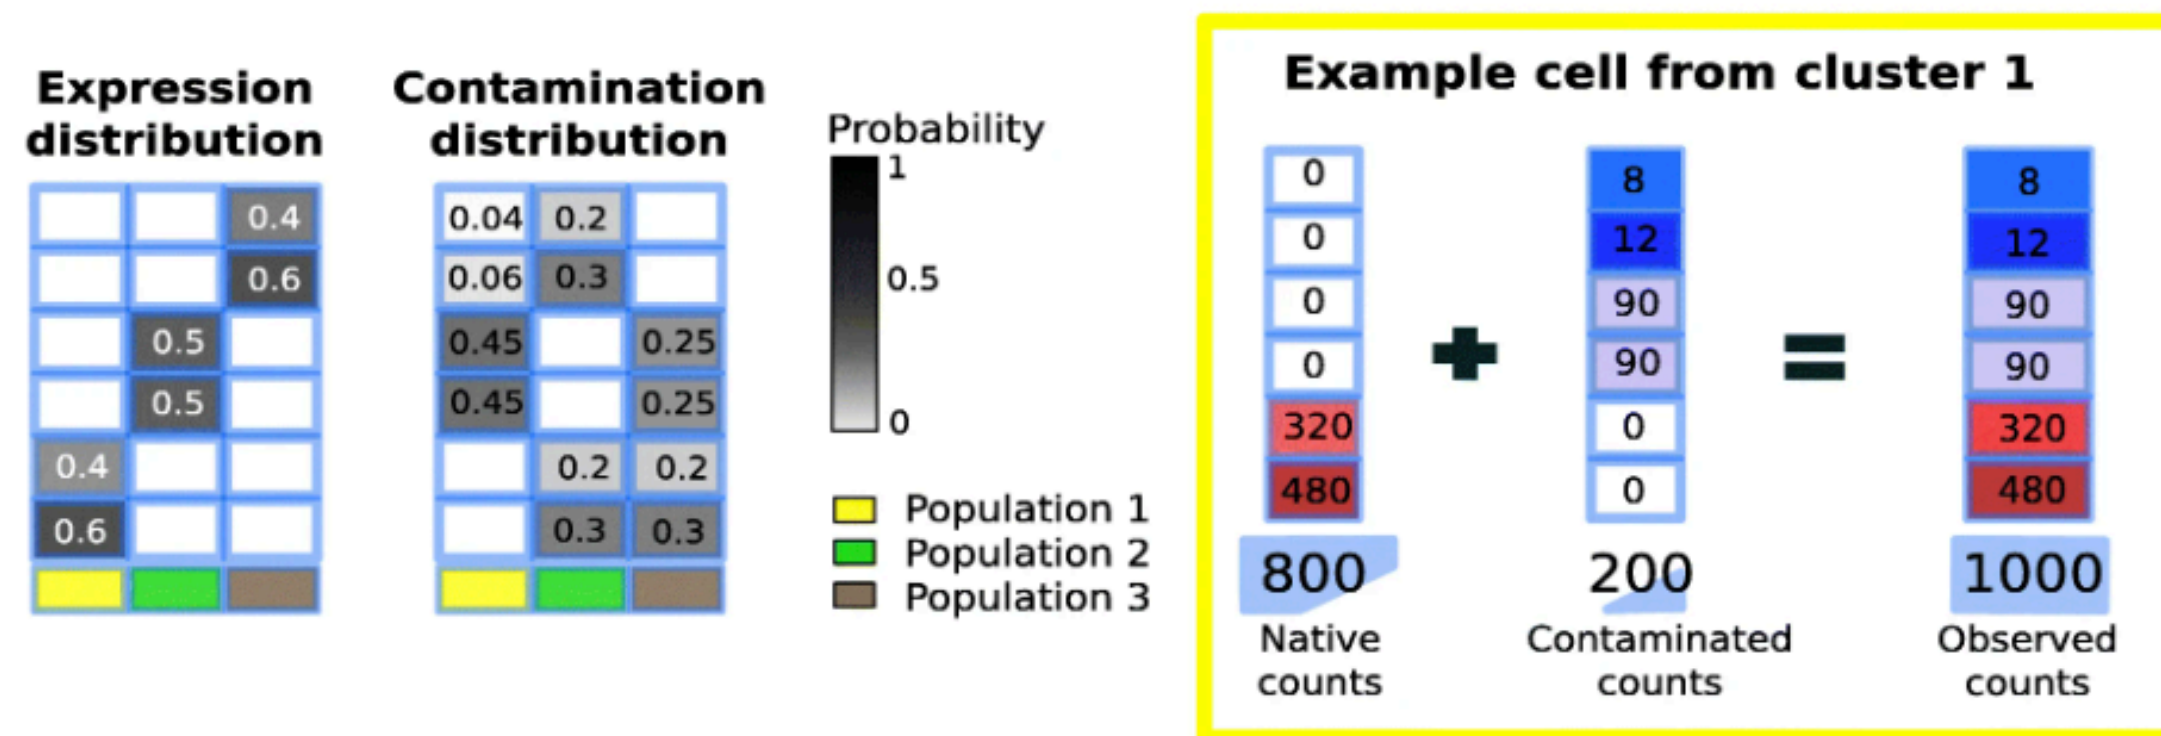 Expression
distribution
0.4
0.6
0.5
0.5
0.4
0.6
Contamination
distribution
0.04 0.2
0.06 0.3
0.45 0.25
0.45 0.25
0.2 0.2
0.3 0.3
Probability
1
0.5
0
Population 1
Population 2
Population 3
Example cell from cluster 1
0 8 8
0 12 12
0 90 90
0 90 90
+ =
320 0 320
480 0 480
800 200 1000
Native Contaminated Observed
counts counts counts